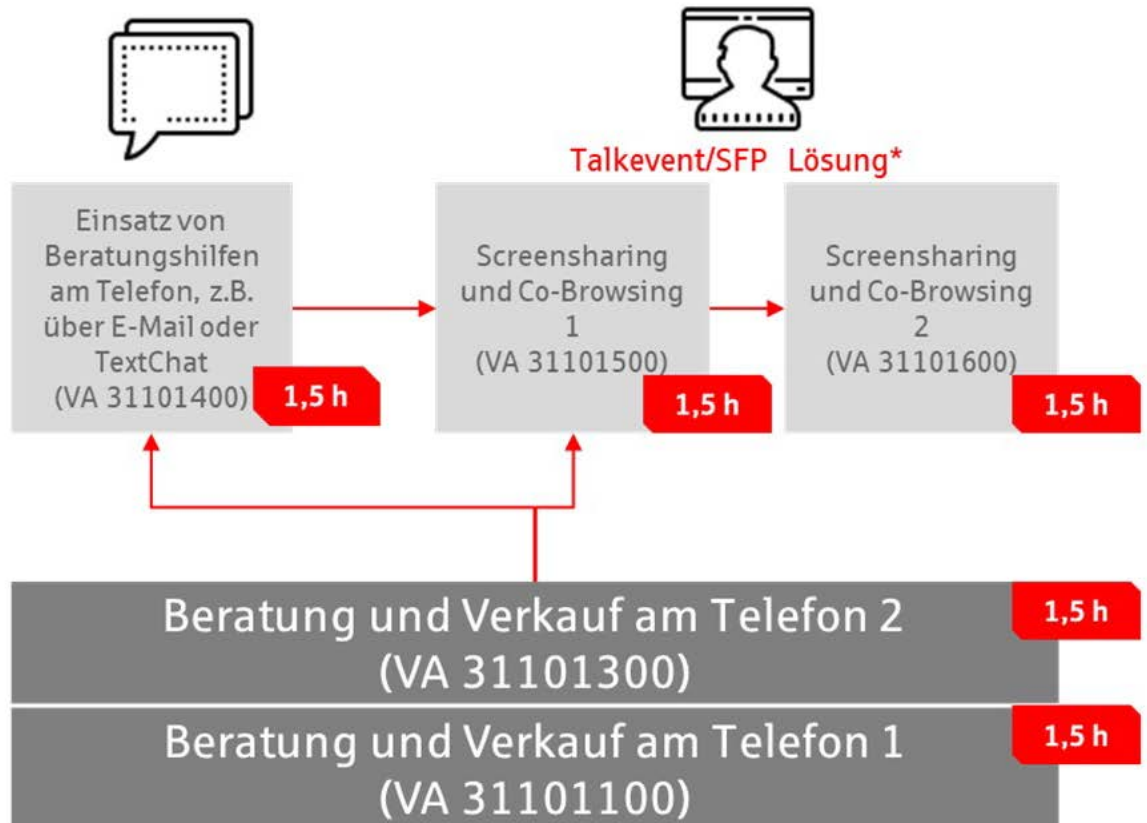 Talkevent/SFP Lösung*
Einsatz von
Beratungshilfen
am Telefon, z.B.
über E-Mail oder
TextChat
(VA 31101400)
1,5 h
Screensharing
und Co-Browsing
1
(VA 31101500)
1,5 h
Screensharing
und Co-Browsing
2
(VA 31101600)
1,5 h
Beratung und Verkauf am Telefon 2
(VA 31101300)
1,5 h
Beratung und Verkauf am Telefon 1
(VA 31101100)
1,5 h